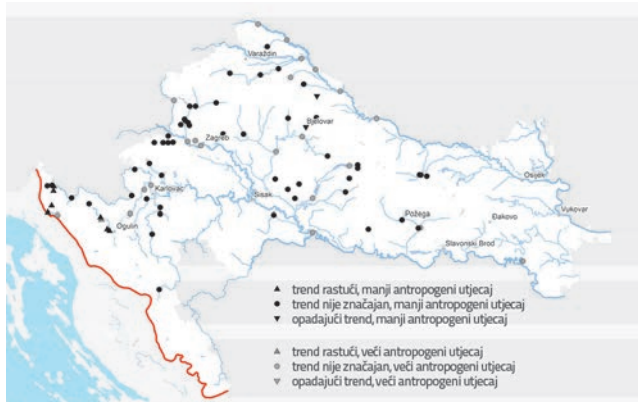 Varaždin
Bjelovar
Zagreb
Karlovac
Sisak
Osijek
Vukovar
Đakovo
Požega
Ogulin
Slavonski Brod
trend rastući, manji antropogeni utjecaj
trend nije značajan, manji antropogeni utjecaj
opadajući trend, manji antropogeni utjecaj
trend rastući, veći antropogeni utjecaj
trend nije značajan, veći antropogeni utjecaj
opadajući trend, veći antropogeni utjecaj